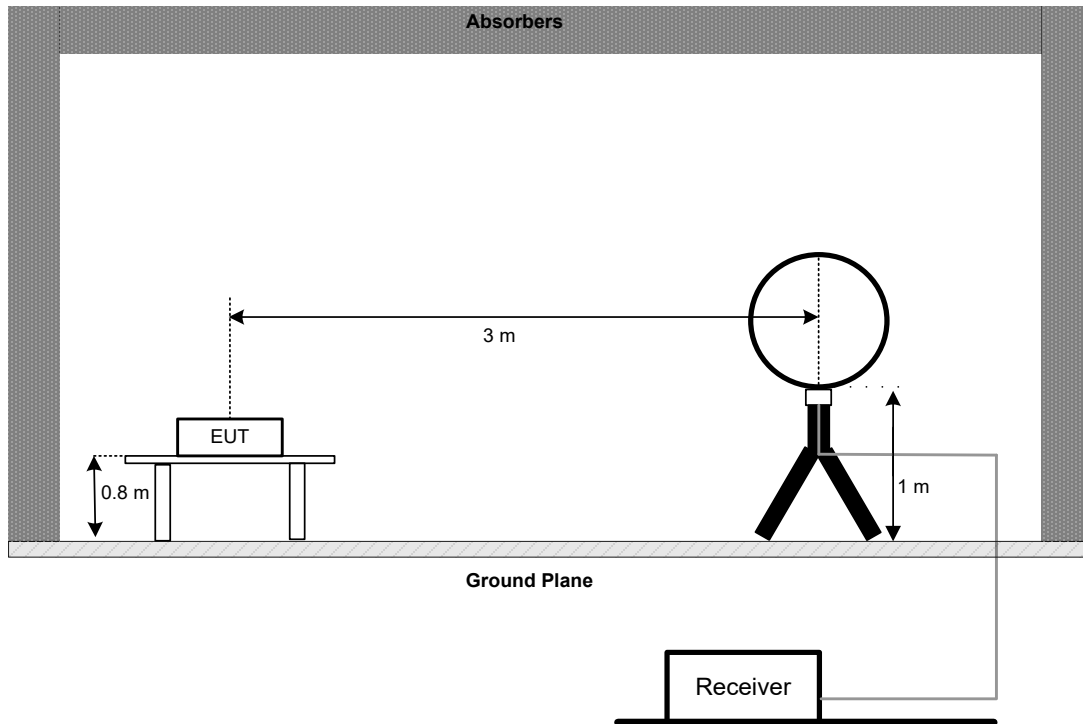 Absorbers
3 m
EUT
0.8 m
1 m
Ground Plane
Receiver